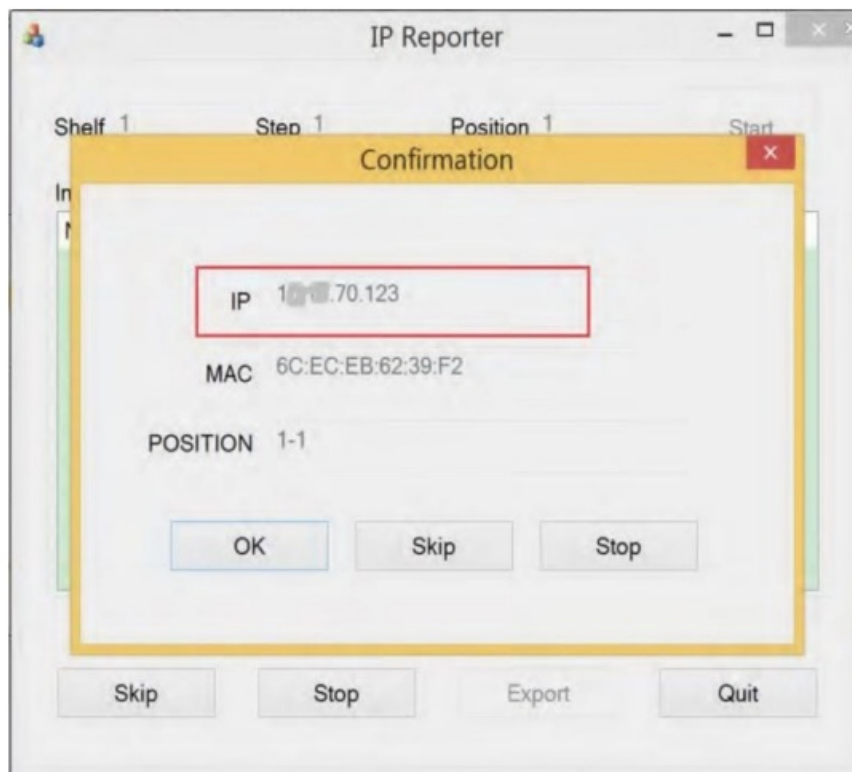 IP Reporter
Shelf 1 Step 1 Position 1 Start
Confirmation
In
IP .70.123
MAC 6C:EC:EB:62:39:F2
POSITION 1-1
OK Skip Stop
Skip Stop Export Quit